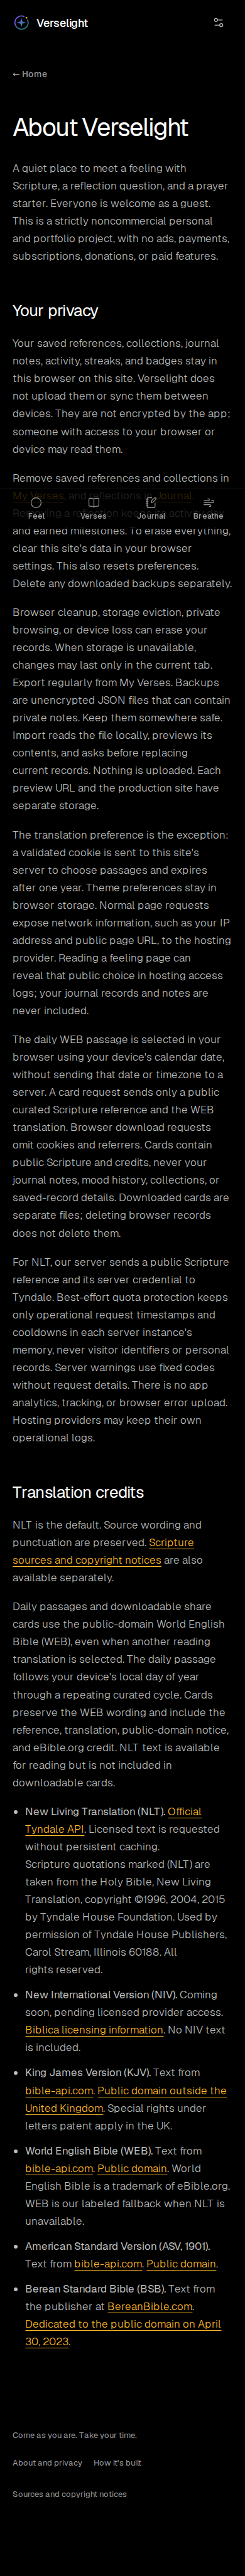 Verselight
← Home
About Verselight
A quiet place to meet a feeling with
Scripture, a reflection question, and a prayer
starter. Everyone is welcome as a guest.
This is a strictly noncommercial personal
and portfolio project, with no ads, payments,
subscriptions, donations, or paid features.
Your privacy
Your saved references, collections, journal
notes, activity, streaks, and badges stay in
this browser on this site. Verselight does
not upload them or sync them between
devices. They are not encrypted by the app;
someone with access to your browser or
device may read them.
Remove saved references and collections in
My Verses, and reflections in Journal.
Feel
Verses
Journal
Breathe
and earned milestones. To erase everything,
clear this site's data in your browser
settings. This also resets preferences.
Delete any downloaded backups separately.
Browser cleanup, storage eviction, private
browsing, or device loss can erase your
records. When storage is unavailable,
changes may last only in the current tab.
Export regularly from My Verses. Backups
are unencrypted JSON files that can contain
private notes. Keep them somewhere safe.
Import reads the file locally, previews its
contents, and asks before replacing
current records. Nothing is uploaded. Each
preview URL and the production site have
separate storage.
The translation preference is the exception:
a validated cookie is sent to this site's
server to choose passages and expires
after one year. Theme preferences stay in
browser storage. Normal page requests
expose network information, such as your IP
address and public page URL, to the hosting
provider. Reading a feeling page can
reveal that public choice in hosting access
logs; your journal records and notes are
never included.
The daily WEB passage is selected in your
browser using your device's calendar date,
without sending that date or timezone to a
server. A card request sends only a public
curated Scripture reference and the WEB
translation. Browser download requests
omit cookies and referrers. Cards contain
public Scripture and credits, never your
journal notes, mood history, collections, or
saved-record details. Downloaded cards are
separate files; deleting browser records
does not delete them.
For NLT, our server sends a public Scripture
reference and its server credential to
Tyndale. Best-effort quota protection keeps
only operational request timestamps and
cooldowns in each server instance's
memory, never visitor identifiers or personal
records. Server warnings use fixed codes
without request details. There is no app
analytics, tracking, or browser error upload.
Hosting providers may keep their own
operational logs.
Translation credits
NLT is the default. Source wording and
punctuation are preserved. Scripture
sources and copyright notices are also
available separately.
Daily passages and downloadable share
cards use the public-domain World English
Bible (WEB), even when another reading
translation is selected. The daily passage
follows your device's local day of year
through a repeating curated cycle. Cards
preserve the WEB wording and include the
reference, translation, public-domain notice,
and eBible.org credit. NLT text is available
for reading but is not included in
downloadable cards.
• New Living Translation (NLT). Official
Tyndale API. Licensed text is requested
without persistent caching.
Scripture quotations marked (NLT) are
taken from the Holy Bible, New Living
Translation, copyright ©1996, 2004, 2015
by Tyndale House Foundation. Used by
permission of Tyndale House Publishers,
Carol Stream, Illinois 60188. All
rights reserved.
• New International Version (NIV). Coming
soon, pending licensed provider access.
Biblica licensing information. No NIV text
is included.
• King James Version (KJV). Text from
bible-api.com. Public domain outside the
United Kingdom. Special rights under
letters patent apply in the UK.
• World English Bible (WEB). Text from
bible-api.com. Public domain. World
English Bible is a trademark of eBible.org.
WEB is our labeled fallback when NLT is
unavailable.
• American Standard Version (ASV, 1901).
Text from bible-api.com. Public domain.
• Berean Standard Bible (BSB). Text from
the publisher at BereanBible.com.
Dedicated to the public domain on April
30, 2023.
Come as you are. Take your time.
About and privacy How it's built
Sources and copyright notices